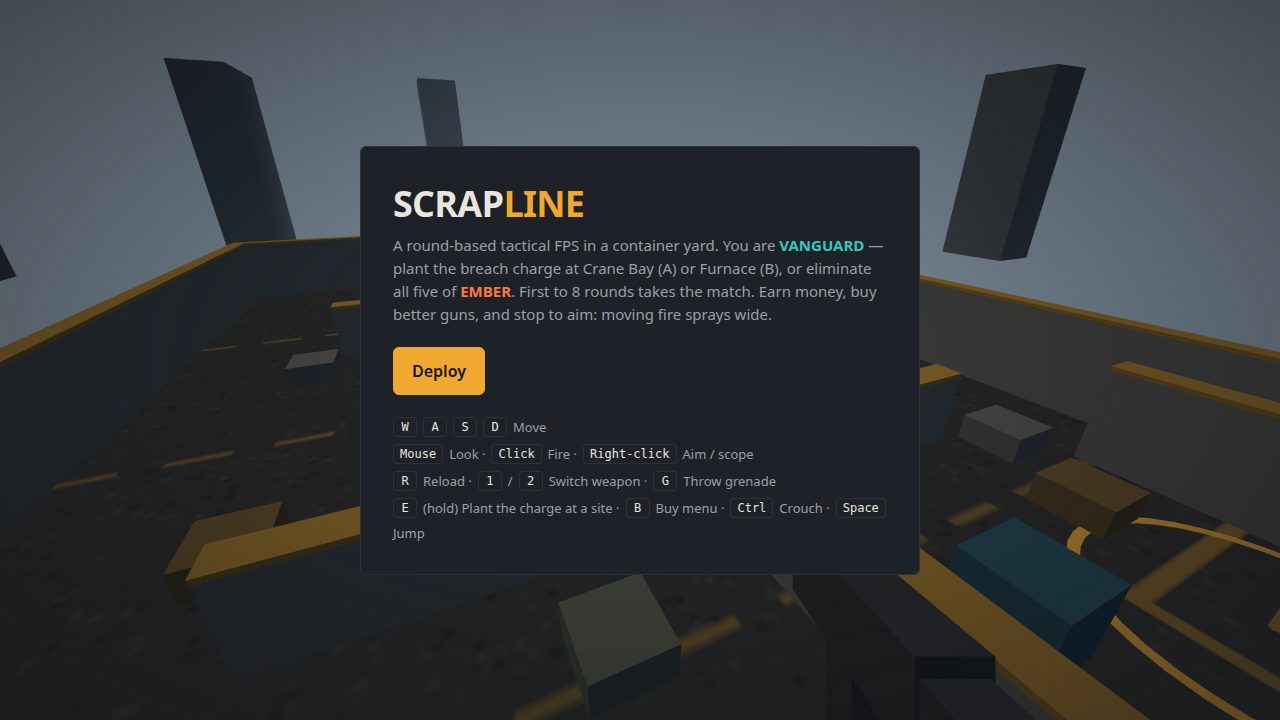 SCRAPLINE
A round-based tactical FPS in a container yard. You are VANGUARD —
plant the breach charge at Crane Bay (A) or Furnace (B), or eliminate
all five of EMBER. First to 8 rounds takes the match. Earn money, buy
better guns, and stop to aim: moving fire sprays wide.
Deploy
W A S D Move
Mouse Look · Click Fire · Right-click Aim / scope
R Reload · 1 / 2 Switch weapon · G Throw grenade
E (hold) Plant the charge at a site · B Buy menu · Ctrl Crouch · Space
Jump